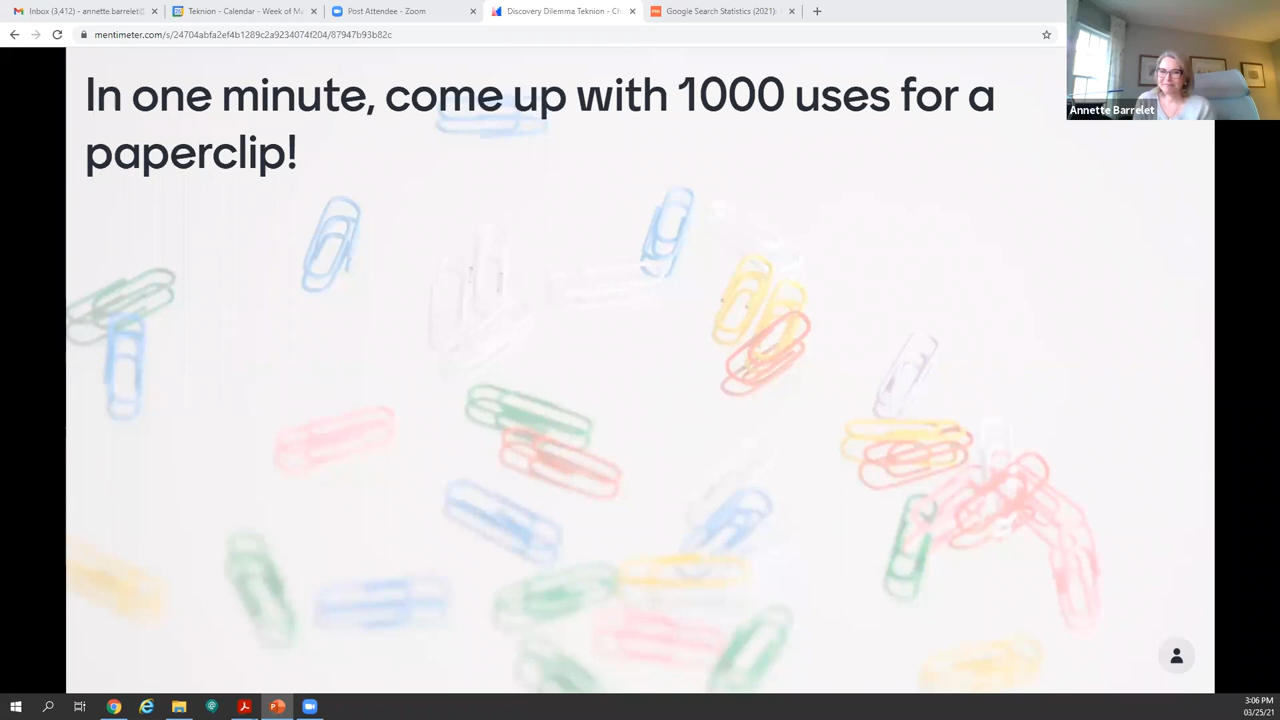 Inbox (3,412) - annette.barrelet@
Teknion - Calendar - Week of Ma
Post Attendee - Zoom
Discovery Dilemma Teknion - Ch
Google Search Statistics (2021)
mentimeter.com/s/24704abfa2ef4b1289c2a9234074f204/87947b93b82c
In one minute, come up with 1000 uses for a
paperclip!
Annette Barrelet
3:06 PM
03/25/21